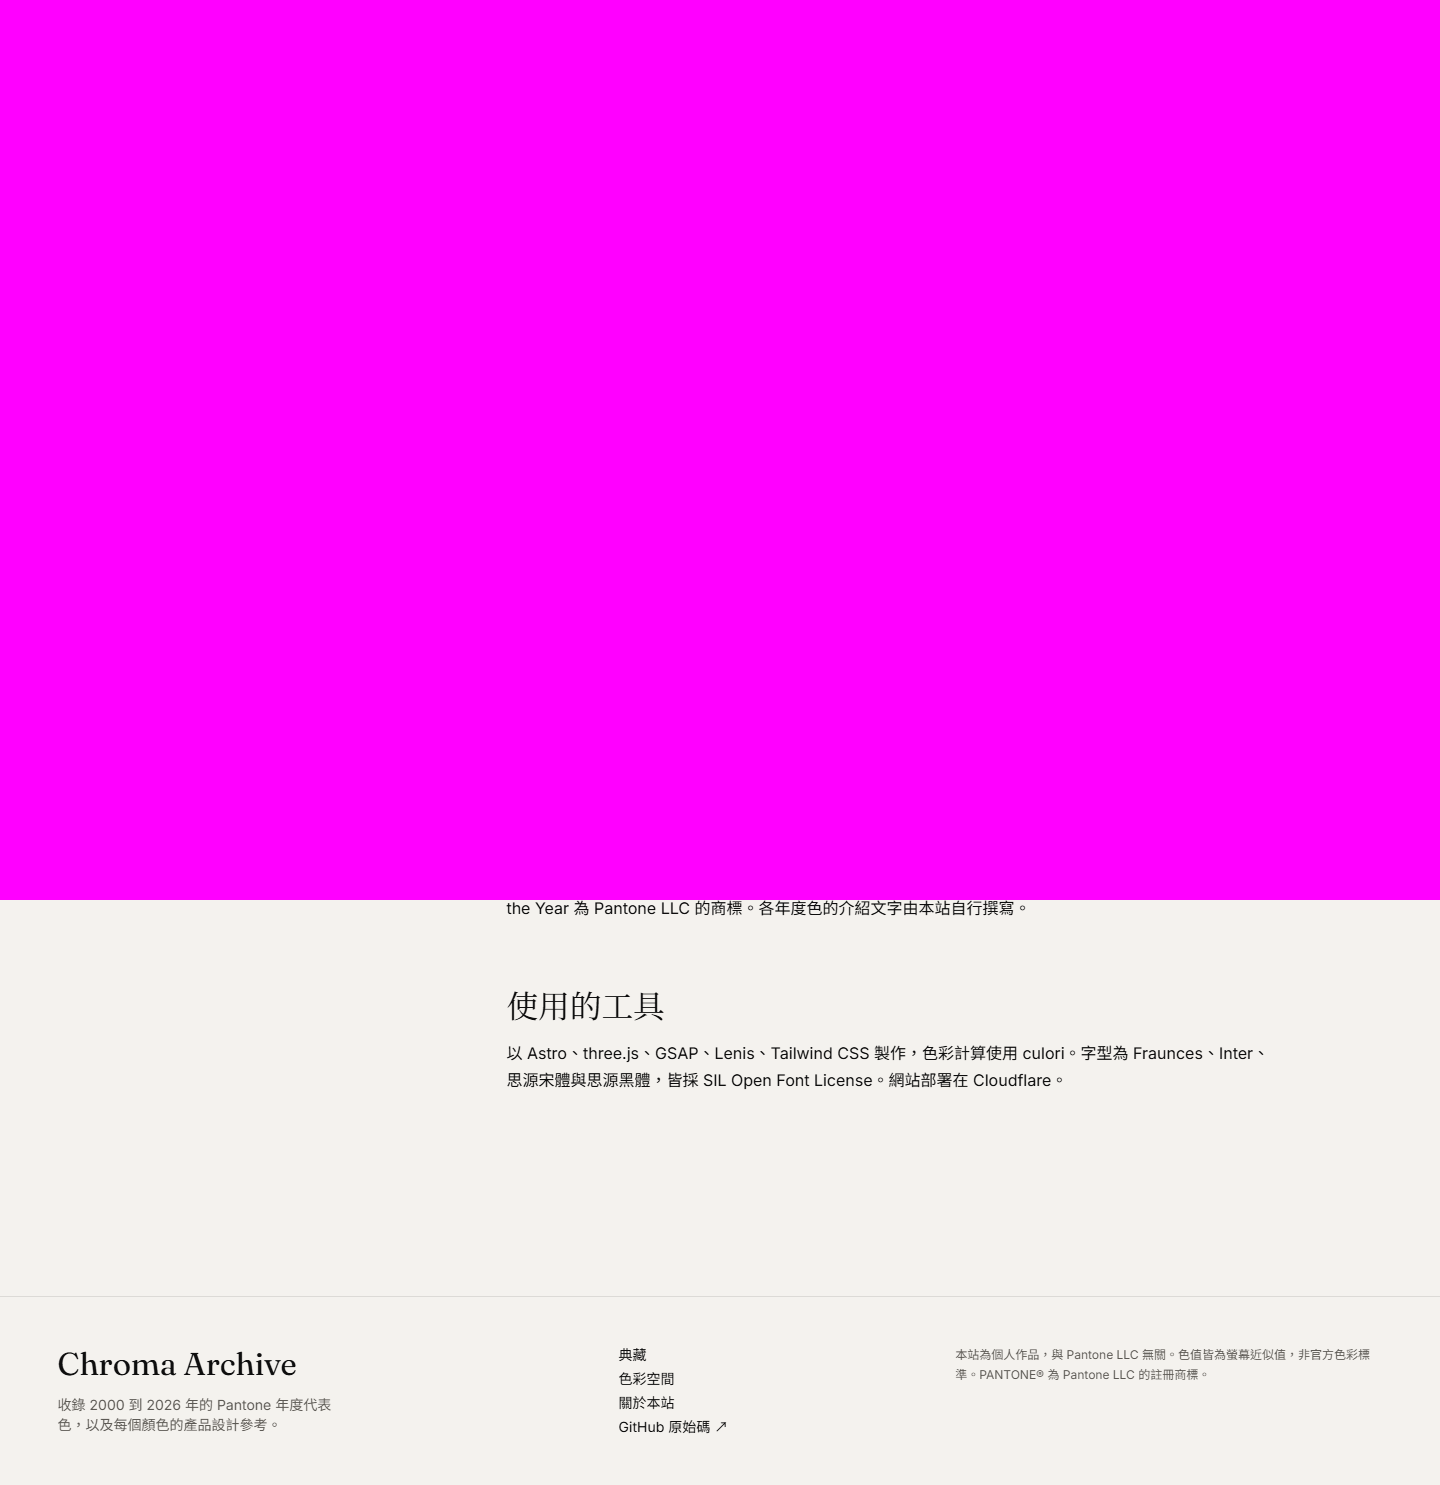 the Year 為 Pantone LLC 的商標。各年度色的介紹文字由本站自行撰寫。
使用的工具
以 Astro、three.js、GSAP、Lenis、Tailwind CSS 製作，色彩計算使用 culori。字型為 Fraunces、Inter、
思源宋體與思源黑體，皆採 SIL Open Font License。網站部署在 Cloudflare。
Chroma Archive
收錄 2000 到 2026 年的 Pantone 年度代表
色，以及每個顏色的產品設計參考。
典藏
色彩空間
關於本站
GitHub 原始碼 ↗
本站為個人作品，與 Pantone LLC 無關。色值皆為螢幕近似值，非官方色彩標
準。PANTONE® 為 Pantone LLC 的註冊商標。